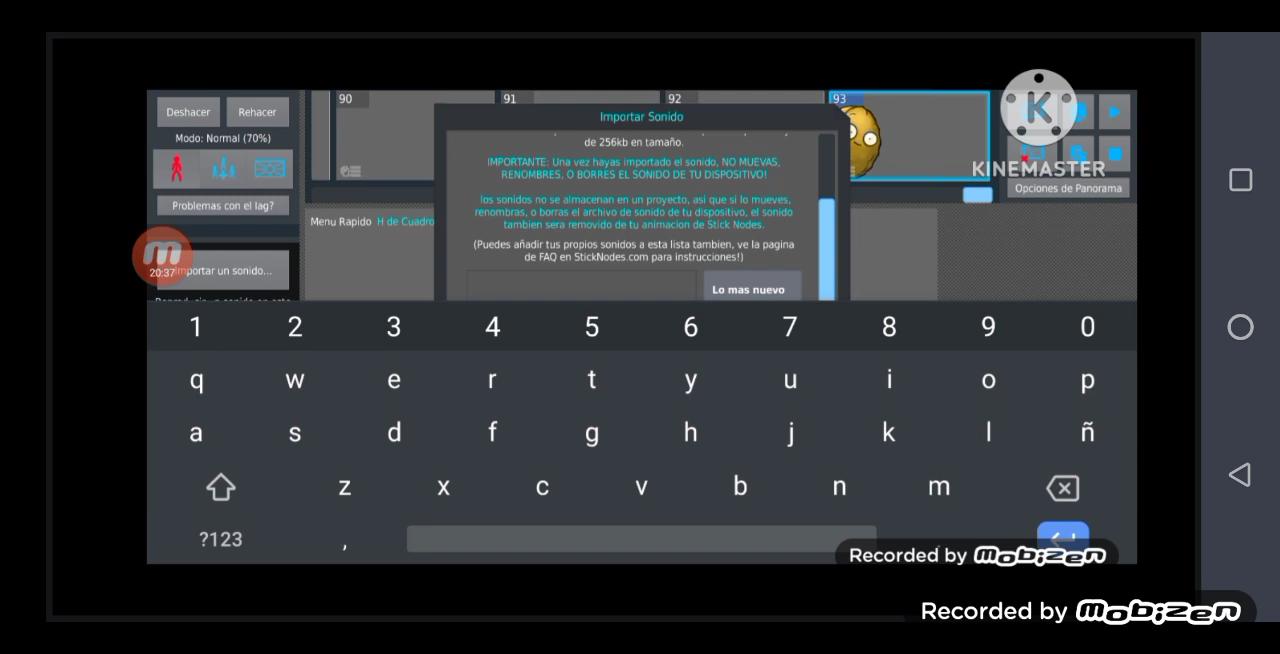 90
91
92
93
Deshacer
Rehacer
Importar Sonido
Modo: Normal (70%)
de 256kb en tamaño.
IMPORTANTE: Una vez hayas importado el sonido, NO MUEVAS,
RENOMBRES, O BORRES EL SONIDO DE TU DISPOSITIVO!
K
KINEMASTER
Opciones de Panorama
Problemas con el lag?
los sonidos no se almacenan en un proyecto, asi que si lo mueves,
renombras, o borras el archivo de sonido de tu dispositivo, el sonido
tambien sera removido de tu animacion de Stick Nodes.
Menu Rapido H de Cuadro
(Puedes añadir tus propios sonidos a esta lista tambien, ve la pagina
de FAQ en StickNodes.com para instrucciones!)
m
20:37
Importar un sonido...
Lo mas nuevo
1 2 3 4 5 6 7 8 9 0
q w e r t y u i o p
a s d f g h j k l ñ
z x c v b n m
?123 ,
Recorded by Mobizen
Recorded by Mobizen